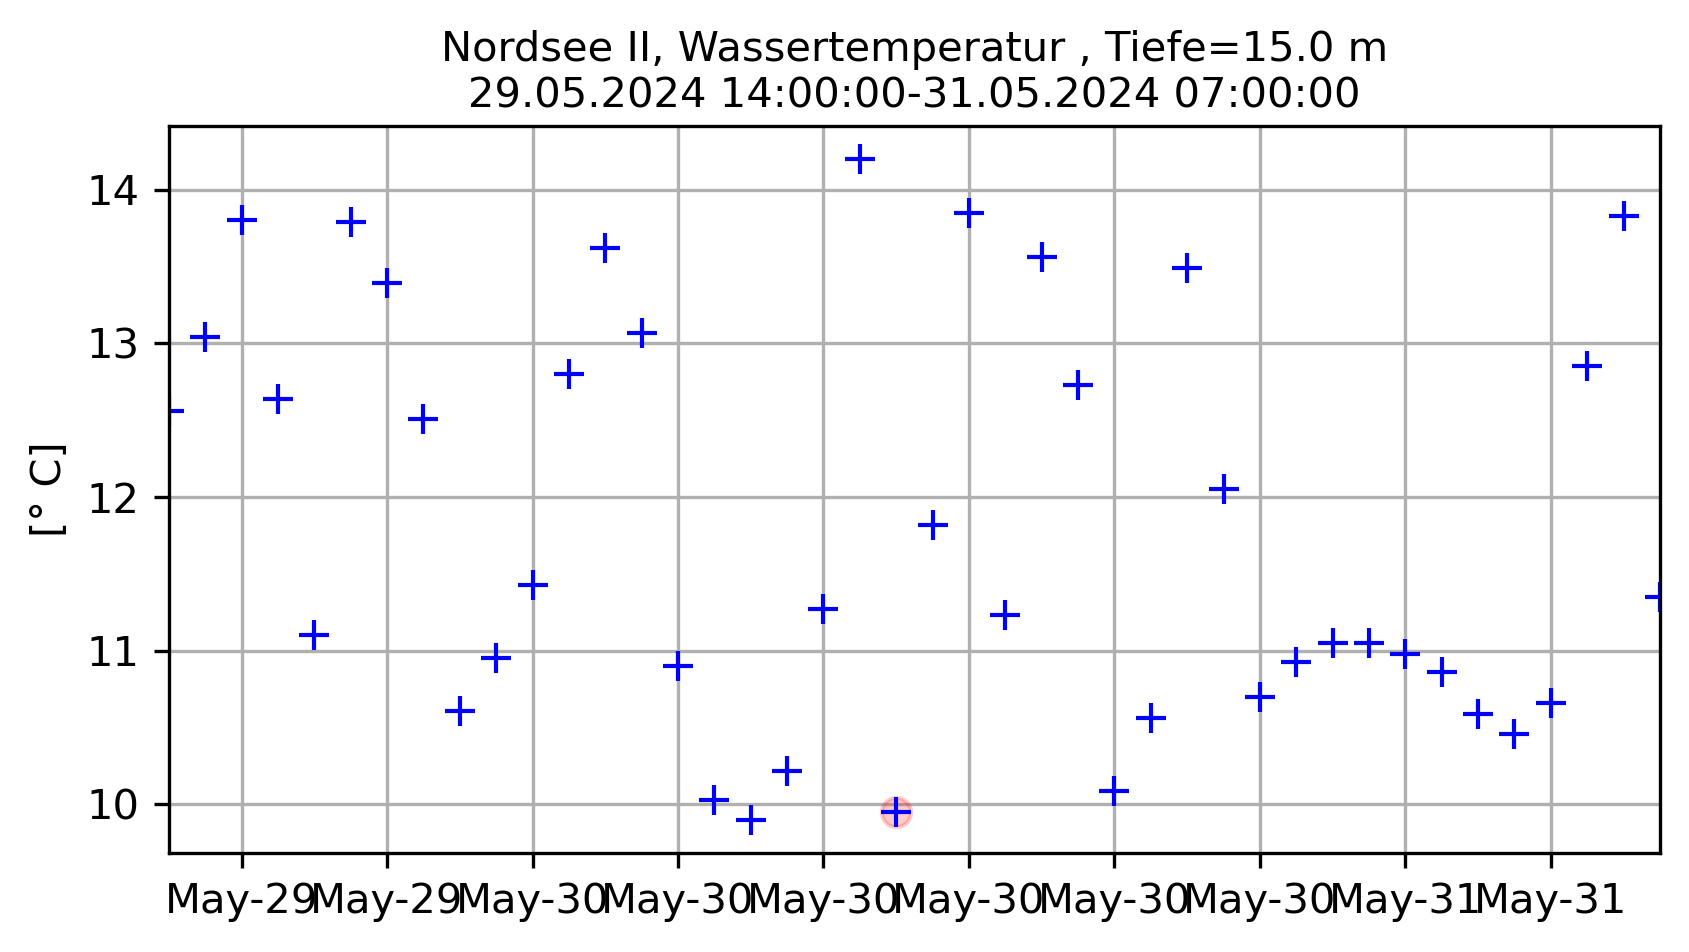 Nordsee II, Wassertemperatur , Tiefe=15.0 m
29.05.2024 14:00:00-31.05.2024 07:00:00
14
13
12
11
10
[° C]
May-29 May-29 May-30 May-30 May-30 May-30 May-30 May-30 May-31 May-31